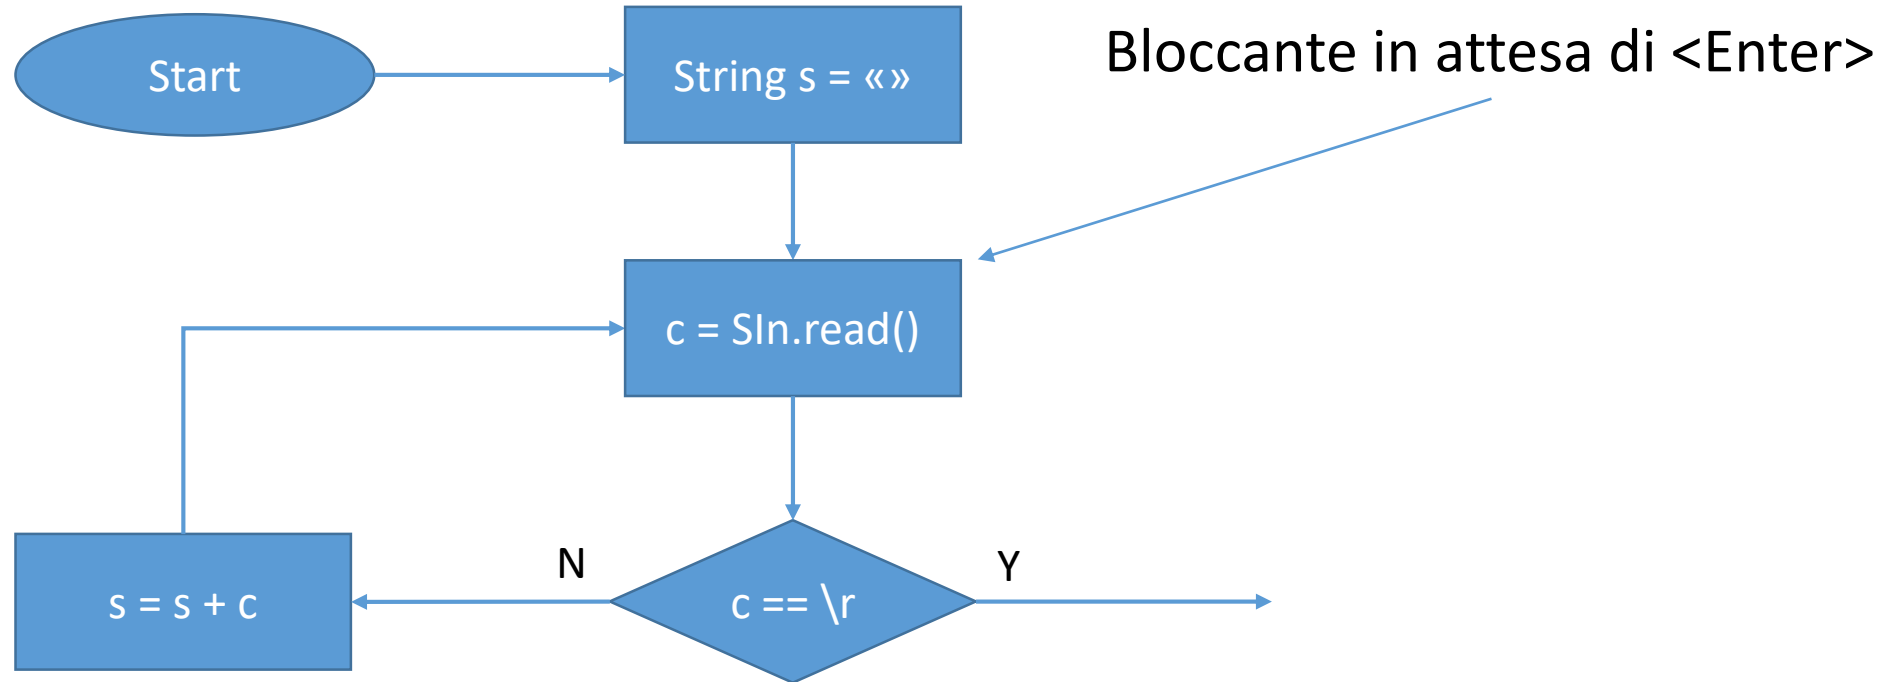 Start
String s = «»
Bloccante in attesa di <Enter>
c = SIn.read()
N
Y
s = s + c
c == \r